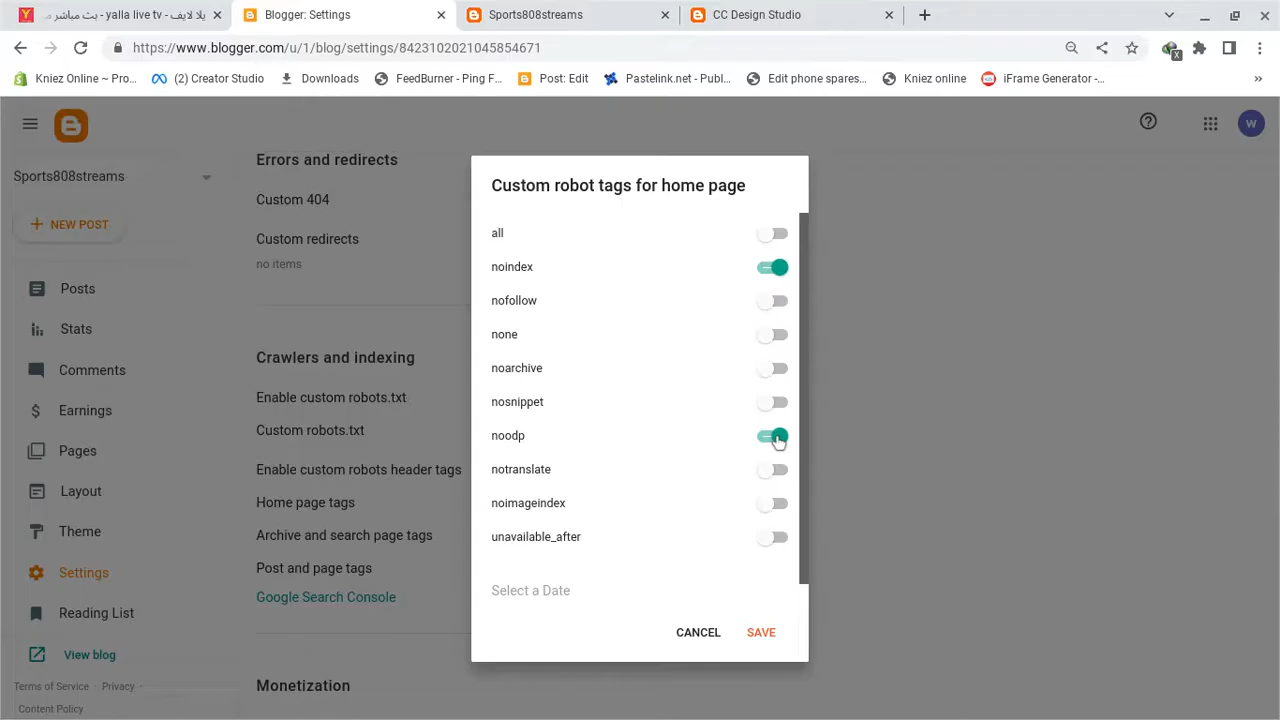 يلا لايف - yalla live tv - بث مباشر م
Blogger: Settings
Sports808streams
CC Design Studio
https://www.blogger.com/u/1/blog/settings/8423102021045854671
Kniez Online ~ Pro...
(2) Creator Studio
Downloads
FeedBurner - Ping F...
Post: Edit
Pastelink.net - Publ...
Edit phone spares...
Kniez online
iFrame Generator -...
»
W
Sports808streams
NEW POST
Posts
Stats
Comments
Earnings
Pages
Layout
Theme
Settings
Reading List
View blog
Terms of Service · Privacy ·
Content Policy
Errors and redirects
Custom 404
Custom redirects
no items
Crawlers and indexing
Enable custom robots.txt
Custom robots.txt
Enable custom robots header tags
Home page tags
Archive and search page tags
Post and page tags
Google Search Console
Monetization
Custom robot tags for home page
all
noindex
nofollow
none
noarchive
nosnippet
noodp
notranslate
noimageindex
unavailable_after
Select a Date
CANCEL SAVE